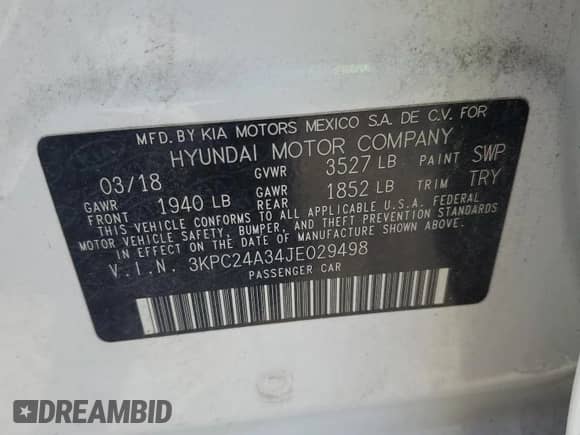 MFD. BY KIA MOTORS MEXICO S.A. DE C.V. FOR
HYUNDAI MOTOR COMPANY
03/18 GVWR 3527 LB PAINT SWP
GAWR FRONT 1940 LB GAWR REAR 1852 LB TRIM TRY
THIS VEHICLE CONFORMS TO ALL APPLICABLE U.S.A. FEDERAL
MOTOR VEHICLE SAFETY, BUMPER, AND THEFT PREVENTION STANDARDS
IN EFFECT ON THE DATE OF MANUFACTURE SHOWN ABOVE.
V.I.N. 3KPC24A34JE029498
PASSENGER CAR
DREAMBID